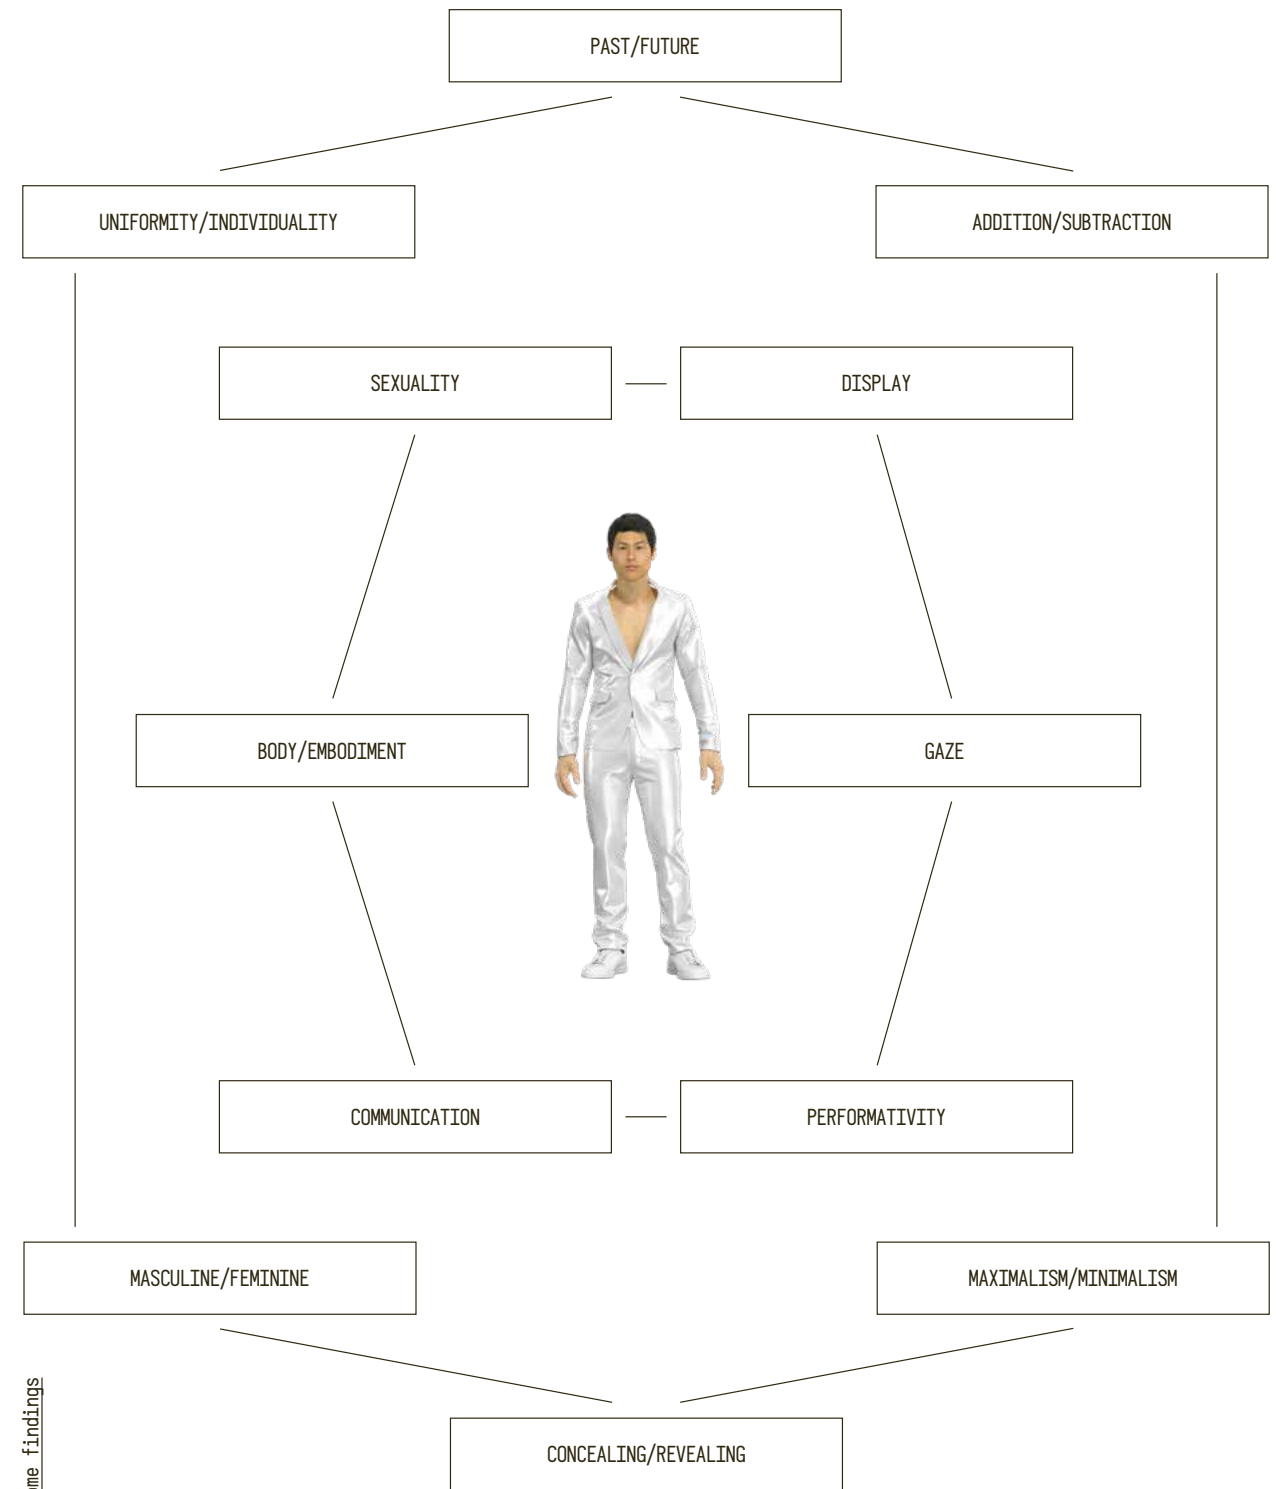 PAST/FUTURE
UNIFORMITY/INDIVIDUALITY
ADDITION/SUBTRACTION
SEXUALITY
DISPLAY
BODY/EMBODIMENT
GAZE
COMMUNICATION
PERFORMATIVITY
MASCULINE/FEMININE
MAXIMALISM/MINIMALISM
findings
CONCEALING/REVEALING